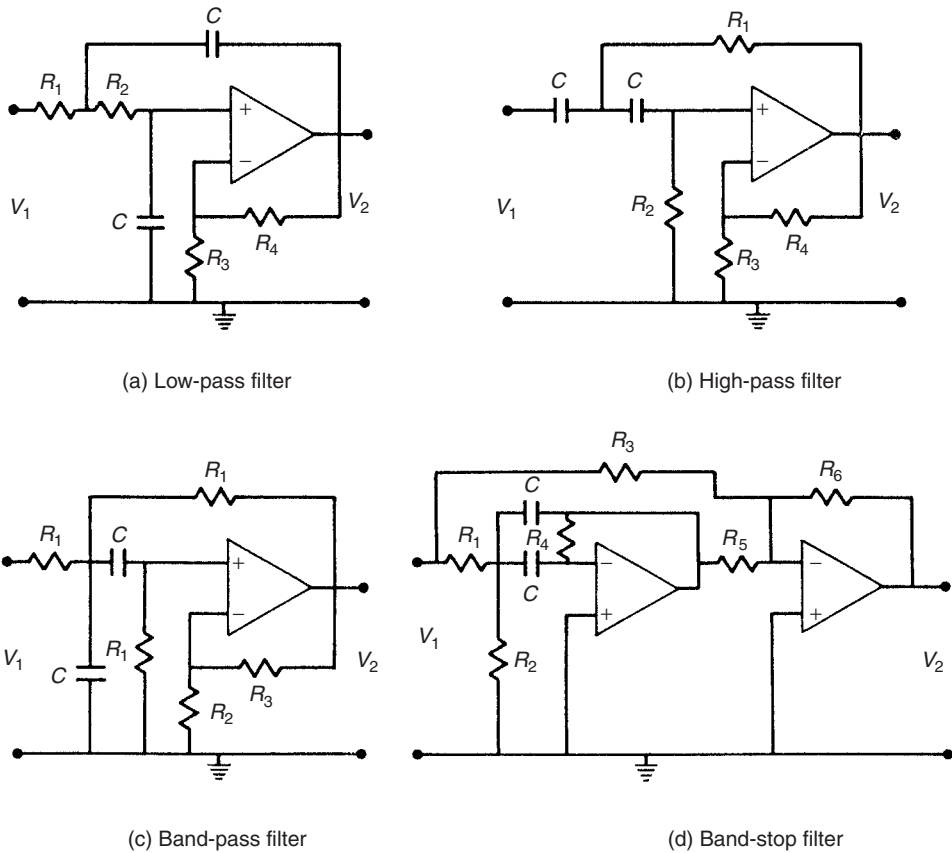 C
R1 R2
+
−
V1
C
R3
R4
V2
(a) Low-pass filter
R1
C C
+
−
V1
R2
R3
R4
V2
(b) High-pass filter
R1
R1 C
+
−
V1
C
R1
R2
R3
V2
(c) Band-pass filter
R3
R6
C
R1 R4 R5
C
−
+
−
+
V1
R2
V2
(d) Band-stop filter